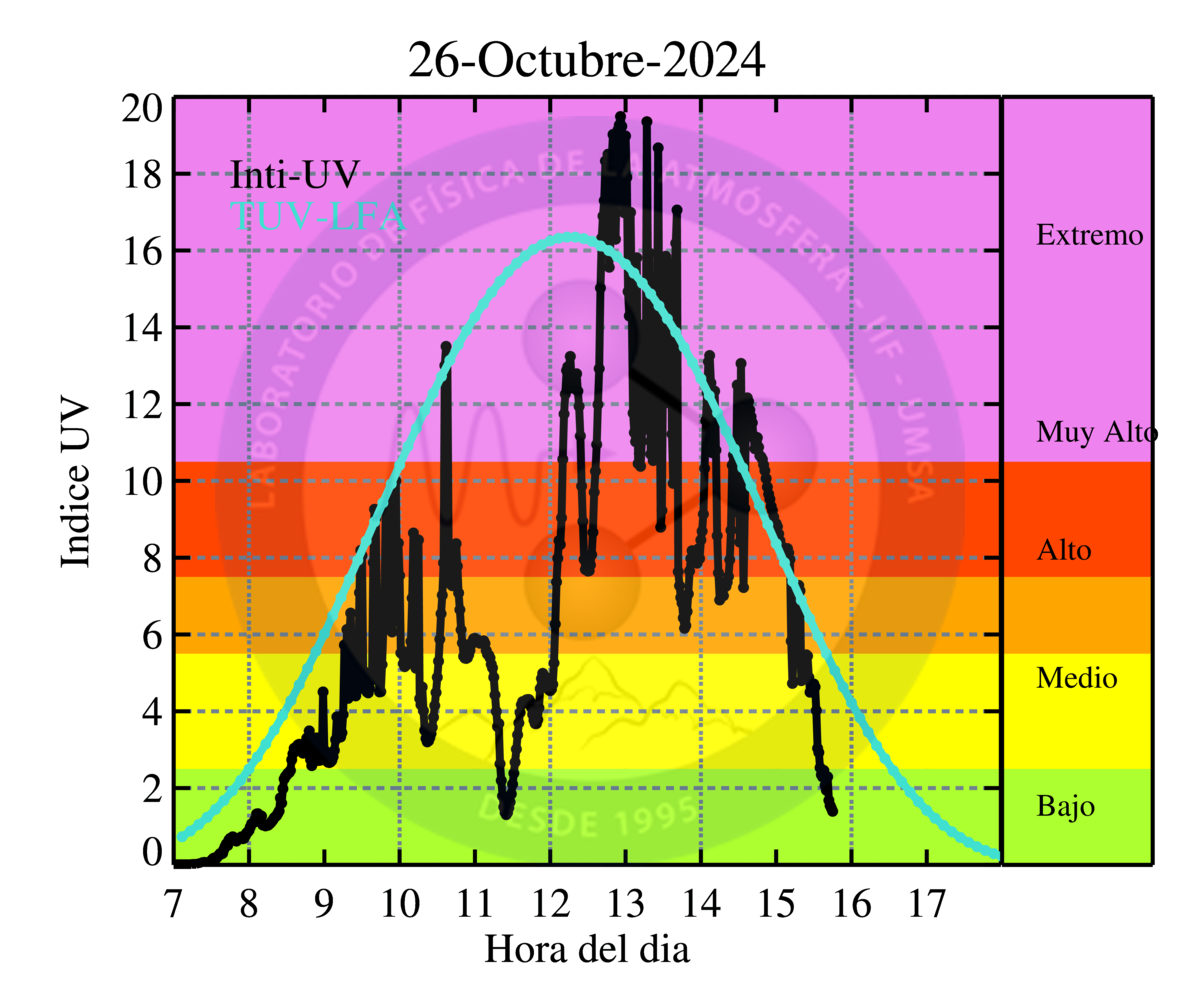 26-Octubre-2024
Inti-UV
TUV-LFA
LABORATORIO DE FÍSICA DE LA ATMÓSFERA - IIF - UMSA
DESDE 1995
Indice UV
20
18
16
14
12
10
8
6
4
2
0
7 8 9 10 11 12 13 14 15 16 17
Hora del dia
Extremo
Muy Alto
Alto
Medio
Bajo